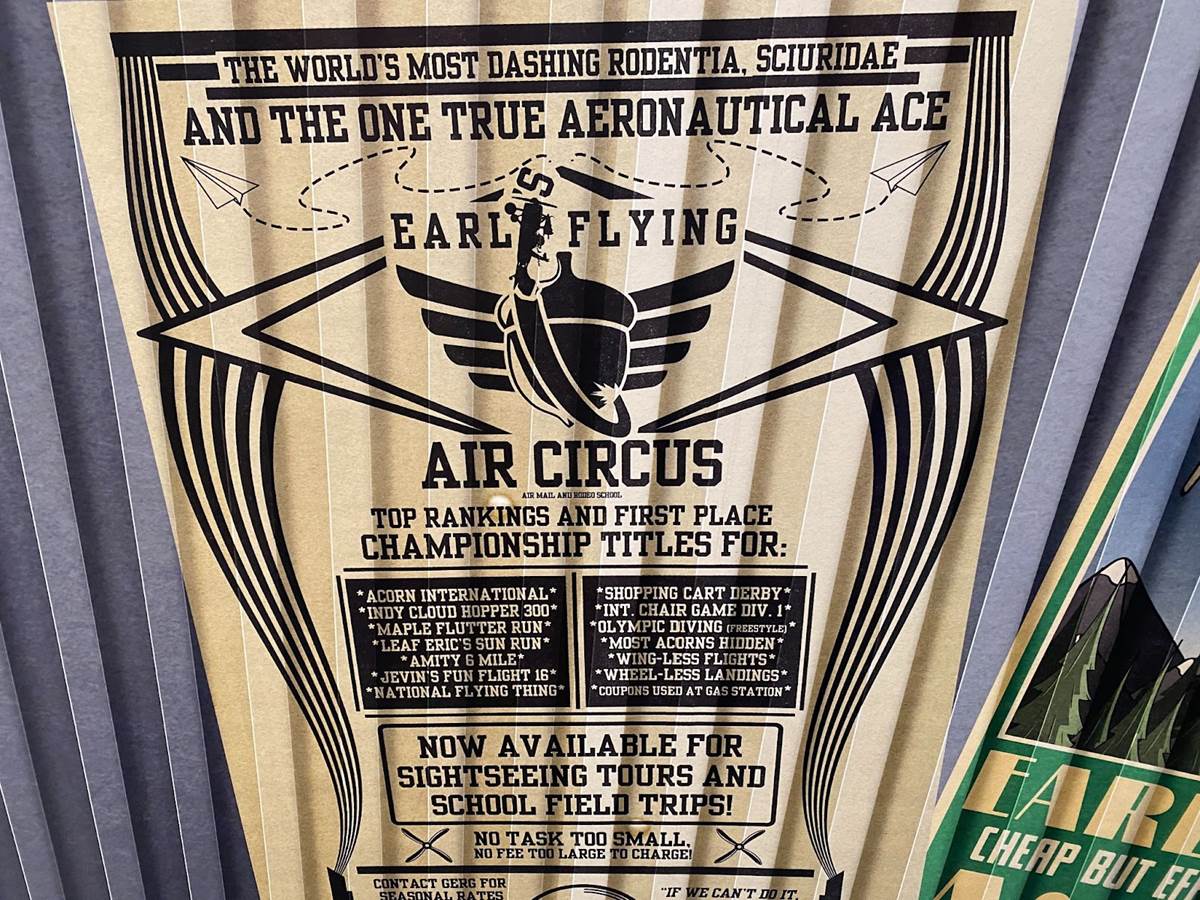 THE WORLD'S MOST DASHING RODENTIA, SCIURIDAE
AND THE ONE TRUE AERONAUTICAL ACE
EARL'S FLYING
AIR CIRCUS
AIR MAIL AND RODEO SCHOOL
TOP RANKINGS AND FIRST PLACE
CHAMPIONSHIP TITLES FOR:
*ACORN INTERNATIONAL*
*INDY CLOUD HOPPER 300*
*MAPLE FLUTTER RUN*
*LEAF ERIC'S SUN RUN*
*AMITY 6 MILE*
*JEVIN'S FUN FLIGHT 16*
*NATIONAL FLYING THING*
*SHOPPING CART DERBY*
*INT. CHAIR GAME DIV. 1*
*OLYMPIC DIVING (FREESTYLE)*
*MOST ACORNS HIDDEN*
*WING-LESS FLIGHTS*
*WHEEL-LESS LANDINGS*
*COUPONS USED AT GAS STATION*
NOW AVAILABLE FOR
SIGHTSEEING TOURS AND
SCHOOL FIELD TRIPS!
NO TASK TOO SMALL,
NO FEE TOO LARGE TO CHARGE!
CONTACT GERG FOR
SEASONAL RATES
"IF WE CAN'T DO IT,
EARL
CHEAP BUT EF